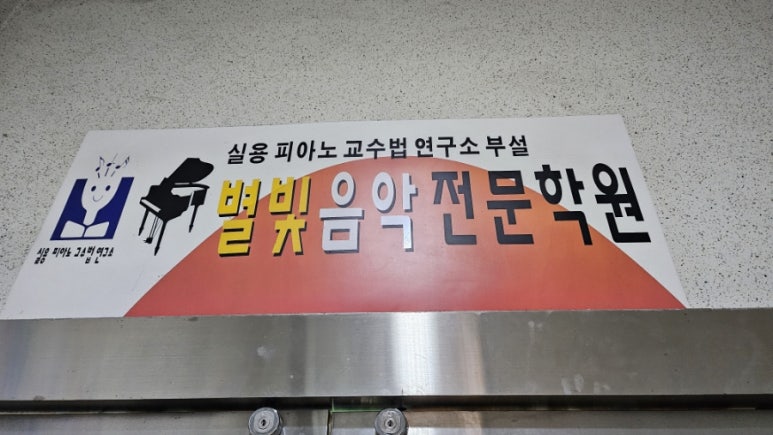 실용 피아노 교수법 연구소 부설
별빛음악전문학원
실용 피아노 교수법 연구소